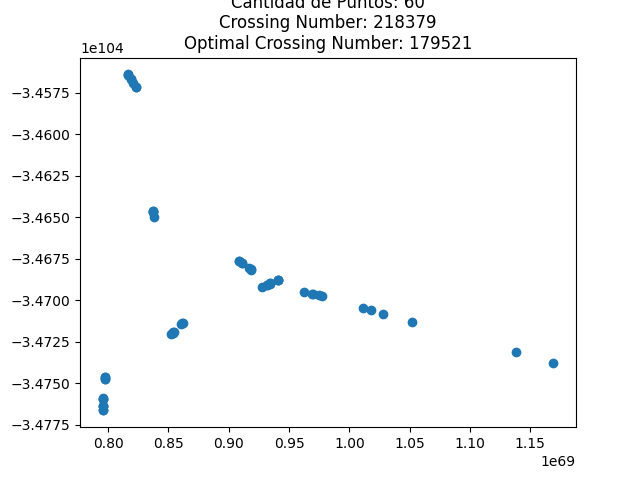 Cantidad de Puntos: 60
Crossing Number: 218379
Optimal Crossing Number: 179521
1e104
−3.4575
−3.4600
−3.4625
−3.4650
−3.4675
−3.4700
−3.4725
−3.4750
−3.4775
0.80 0.85 0.90 0.95 1.00 1.05 1.10 1.15
1e69